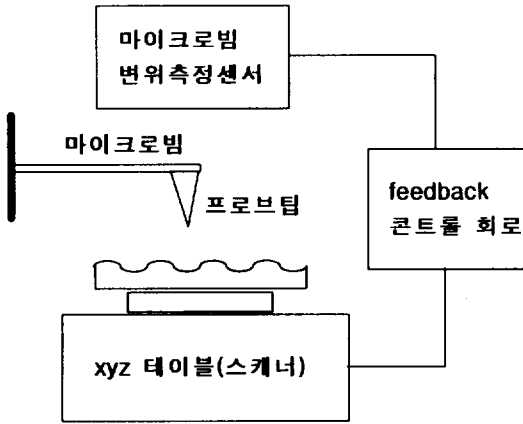 마이크로빔
변위측정센서
마이크로빔
프로브팁
feedback
콘트롤 회로
xyz 테이블(스캐너)